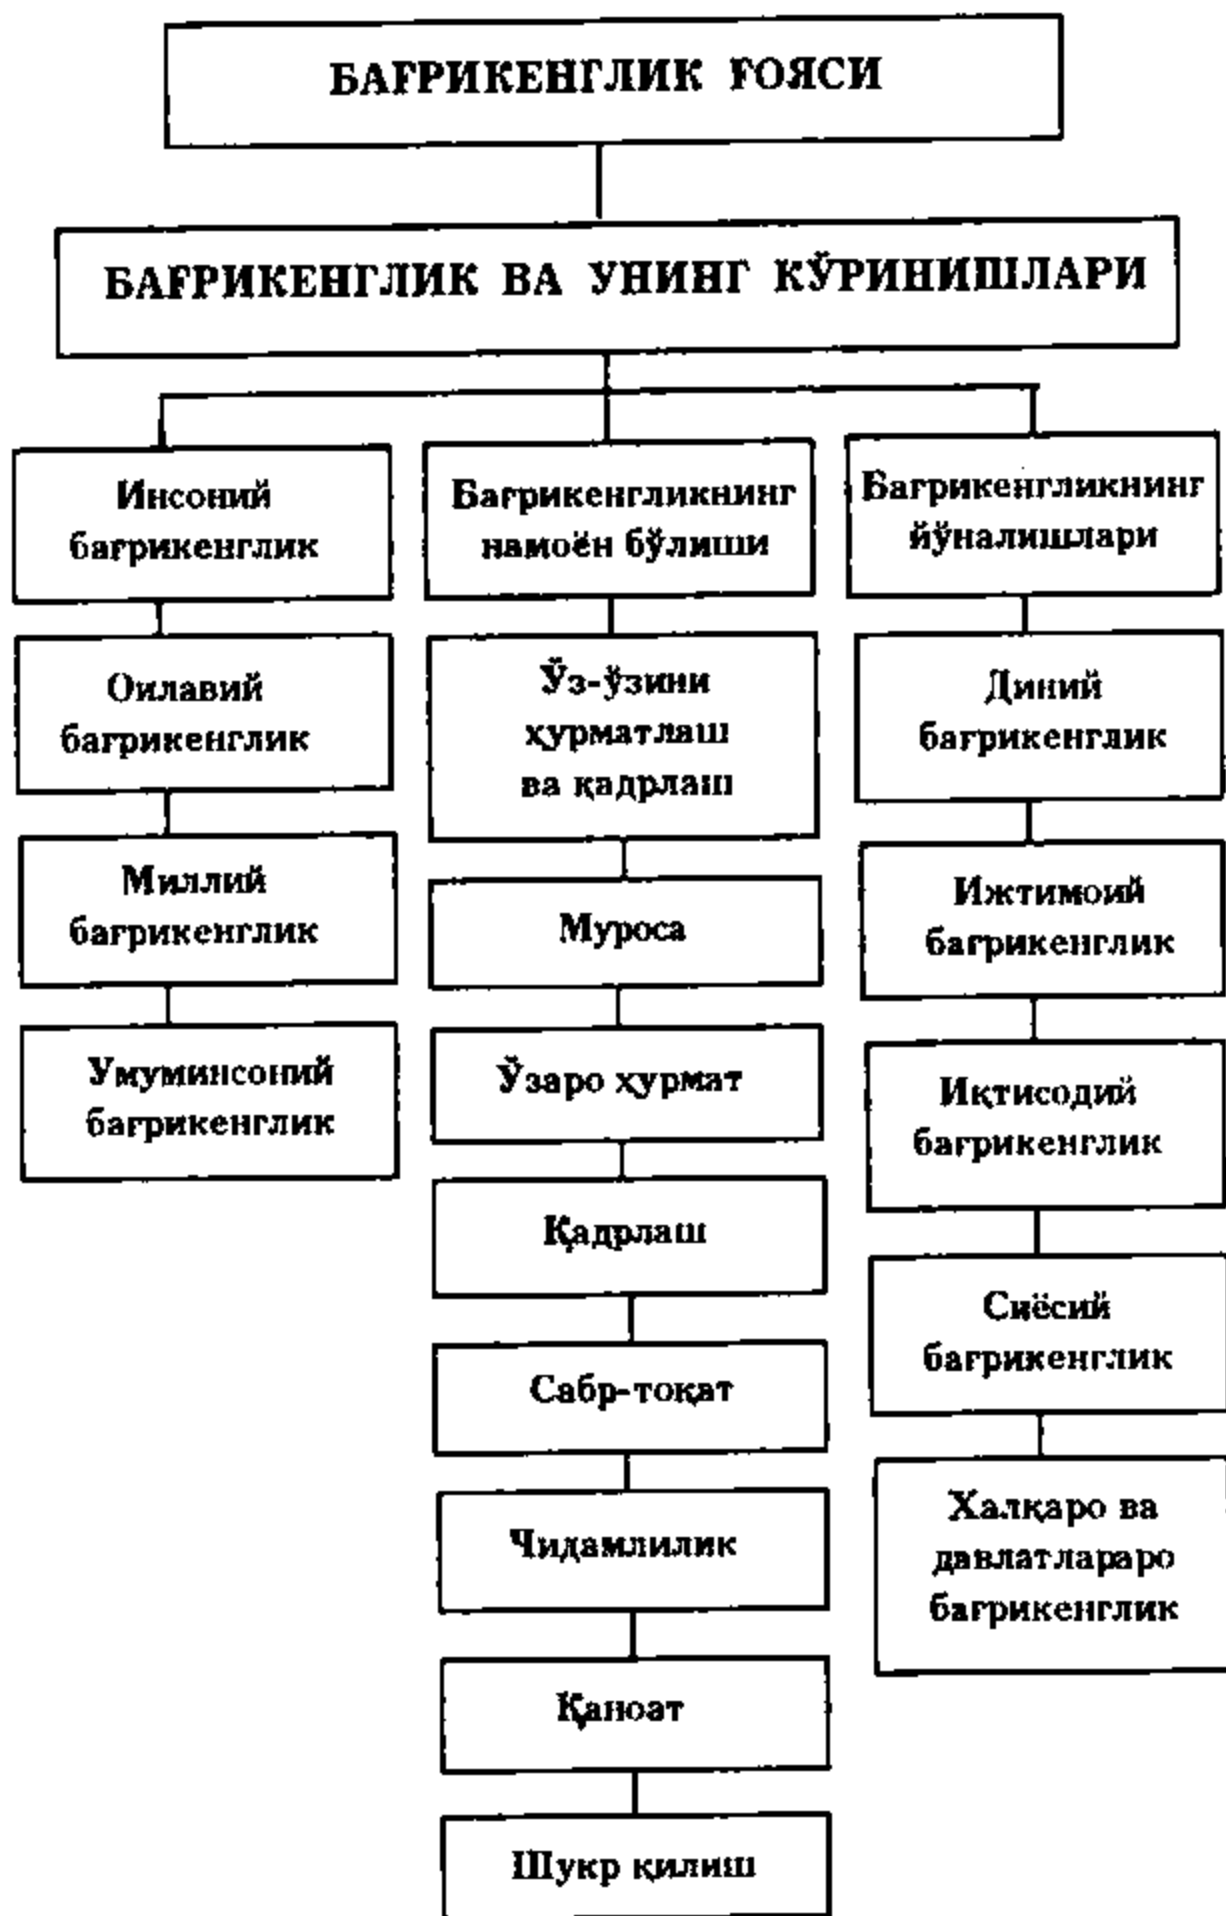 БАҒРИКЕНГЛИК ҒОЯСИ
БАҒРИКЕНГЛИК ВА УНИНГ КЎРИНИШЛАРИ
Инсоний
бағрикенглик
Оилавий
бағрикенглик
Миллий
бағрикенглик
Умуминсоний
бағрикенглик
Бағрикенгликнинг
намоён бўлиши
Ўз-ўзини
ҳурматлаш
ва қадрлаш
Муроса
Ўзаро ҳурмат
Қадрлаш
Сабр-тоқат
Чидамлилик
Қаноат
Шукр қилиш
Бағрикенгликнинг
йўналишлари
Диний
бағрикенглик
Ижтимоий
бағрикенглик
Иқтисодий
бағрикенглик
Сиёсий
бағрикенглик
Халқаро ва
давлатлараро
бағрикенглик